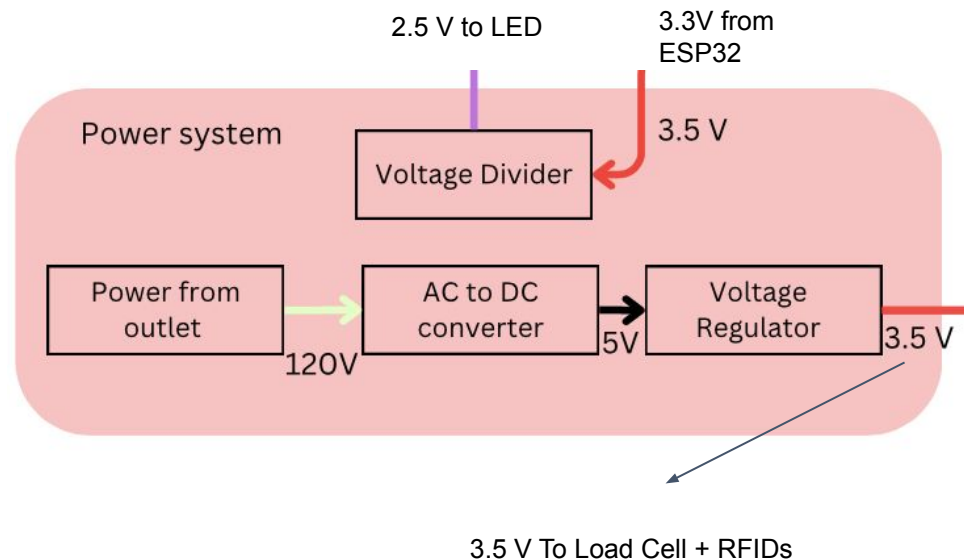 2.5 V to LED
3.3V from
ESP32
Power system
3.5 V
Voltage Divider
Power from
outlet
120V
AC to DC
converter
5V
Voltage
Regulator
3.5 V
3.5 V To Load Cell + RFIDs